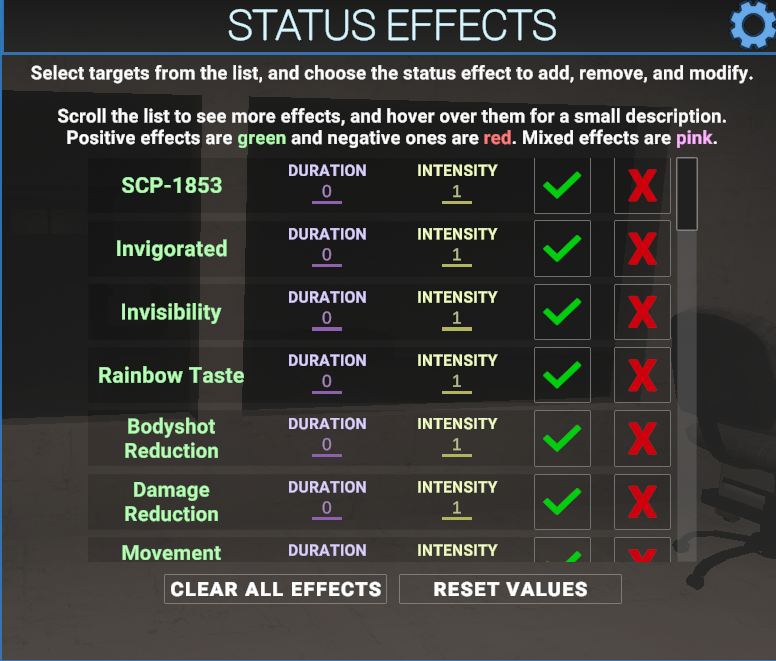 STATUS EFFECTS
Select targets from the list, and choose the status effect to add, remove, and modify.
Scroll the list to see more effects, and hover over them for a small description.
Positive effects are green and negative ones are red. Mixed effects are pink.
SCP-1853 DURATION 0 INTENSITY 1
Invigorated DURATION 0 INTENSITY 1
Invisibility DURATION 0 INTENSITY 1
Rainbow Taste DURATION 0 INTENSITY 1
Bodyshot
Reduction DURATION 0 INTENSITY 1
Damage
Reduction DURATION 0 INTENSITY 1
Movement DURATION INTENSITY
CLEAR ALL EFFECTS RESET VALUES